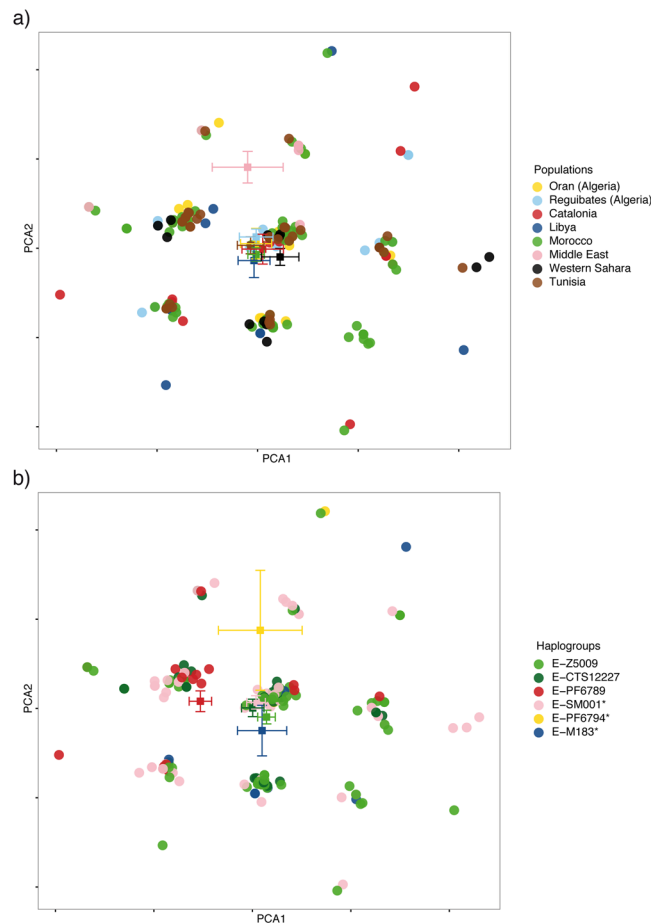 a)
PCA2
PCA1
Populations
Oran (Algeria)
Reguibates (Algeria)
Catalonia
Libya
Morocco
Middle East
Western Sahara
Tunisia
b)
PCA2
PCA1
Haplogroups
E-Z5009
E-CTS12227
E-PF6789
E-SM001*
E-PF6794*
E-M183*